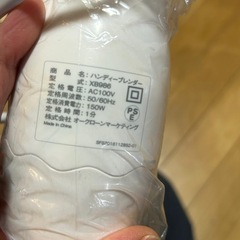 商品名：ハンディーブレンダー
型式：XB966
定格電圧：AC100V
定格周波数：50/60Hz
定格消費電力：150W
定格時間：1分
株式会社オークローンマーケティング
Made in China
PSE